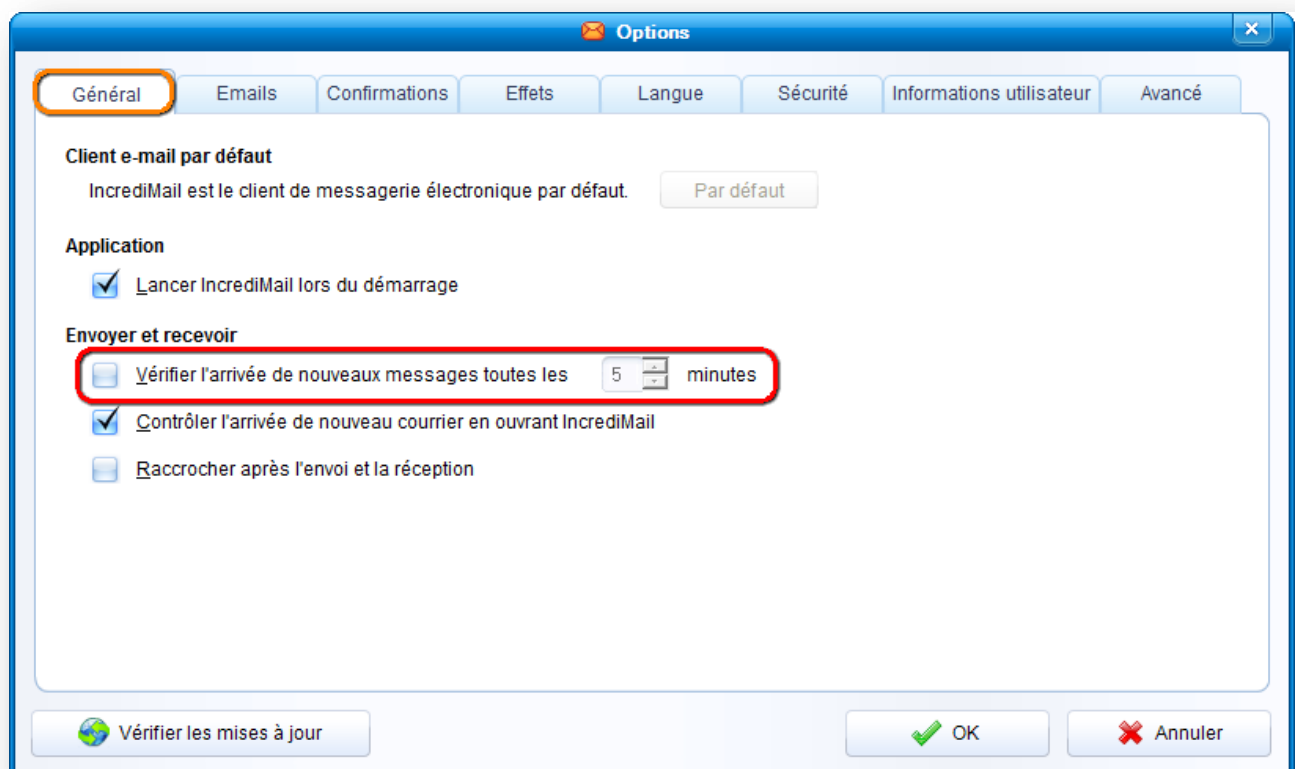 Options
Général Emails Confirmations Effets Langue Sécurité Informations utilisateur Avancé
Client e-mail par défaut
IncrediMail est le client de messagerie électronique par défaut. Par défaut
Application
Lancer IncrediMail lors du démarrage
Envoyer et recevoir
Vérifier l'arrivée de nouveaux messages toutes les 5 minutes
Contrôler l'arrivée de nouveau courrier en ouvrant IncrediMail
Raccrocher après l'envoi et la réception
Vérifier les mises à jour OK Annuler